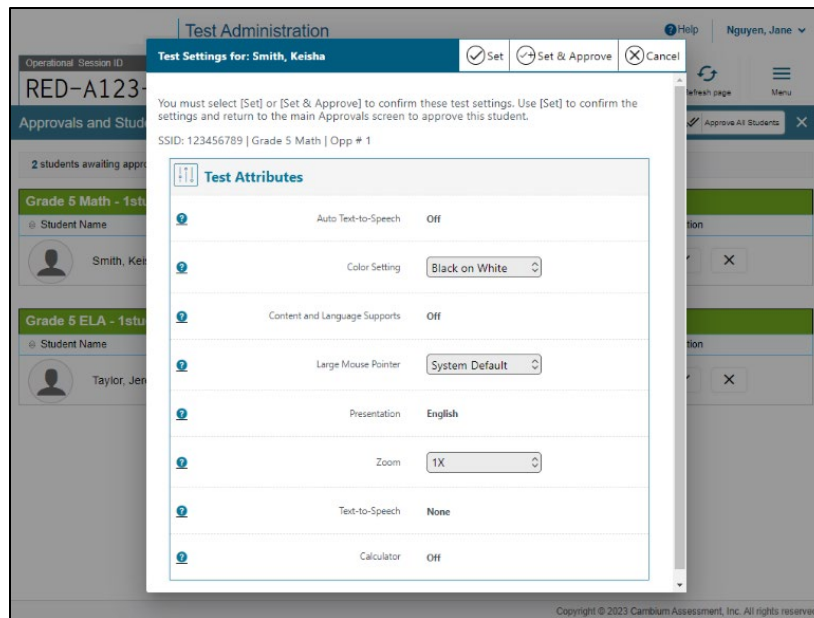 Test Administration
Help
Nguyen, Jane
Operational Session ID
RED-A123-
Test Settings for: Smith, Keisha
Set
Set & Approve
Cancel
efresh page
Menu
Approvals and Stud
Approve All Students
You must select [Set] or [Set & Approve] to confirm these test settings. Use [Set] to confirm the
settings and return to the main Approvals screen to approve this student.
SSID: 123456789 | Grade 5 Math | Opp # 1
2 students awaiting appro
Test Attributes
Grade 5 Math - 1stu
Student Name
tion
Smith, Kei
Auto Text-to-Speech Off
Color Setting Black on White
Content and Language Supports Off
Grade 5 ELA - 1stu
Student Name
tion
Taylor, Jer
Large Mouse Pointer System Default
Presentation English
Zoom 1X
Text-to-Speech None
Calculator Off
Copyright © 2023 Cambium Assessment, Inc. All rights reserve